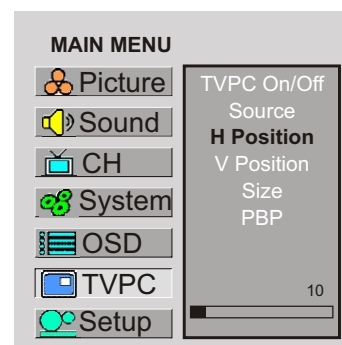 MAIN MENU
Picture
Sound
CH
System
OSD
TVPC
Setup
TVPC On/Off
Source
H Position
V Position
Size
PBP
10